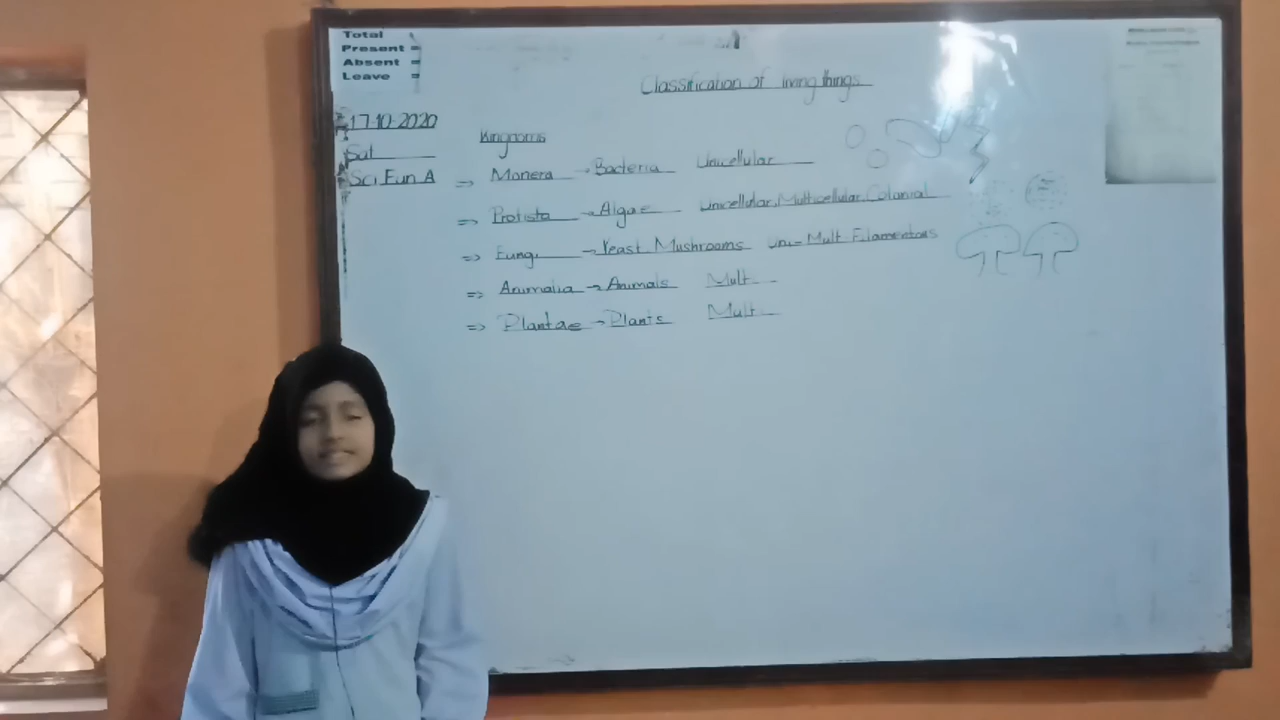 Total
Present =
Absent =
Leave =
Classification of living things
17-10-2020
Sat
Sci Fun A
Kingdoms
⇒ Monera → Bacteria Unicellular
⇒ Protista → Algae Unicellular, Multicellular, Colonial
⇒ Fungi → Yeast Mushrooms Uni- Mult Filamentous
⇒ Animalia → Animals Mult
⇒ Plantae → Plants Mult